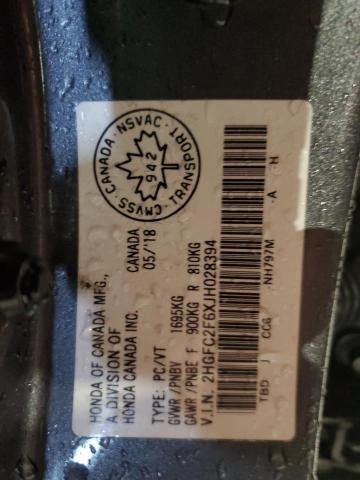 HONDA OF CANADA MFG.,
A DIVISION OF
HONDA CANADA INC.
CANADA
05/'18
CMVSS CANADA NSVAC TRANSPORT
942
TYPE: PC/VT
GVWR /PNBV 1695KG
GAWR /PNBE F 900KG R 810KG
V.I.N. 2HGFC2F6XJH028394
TBD J CC6 NH797M A H